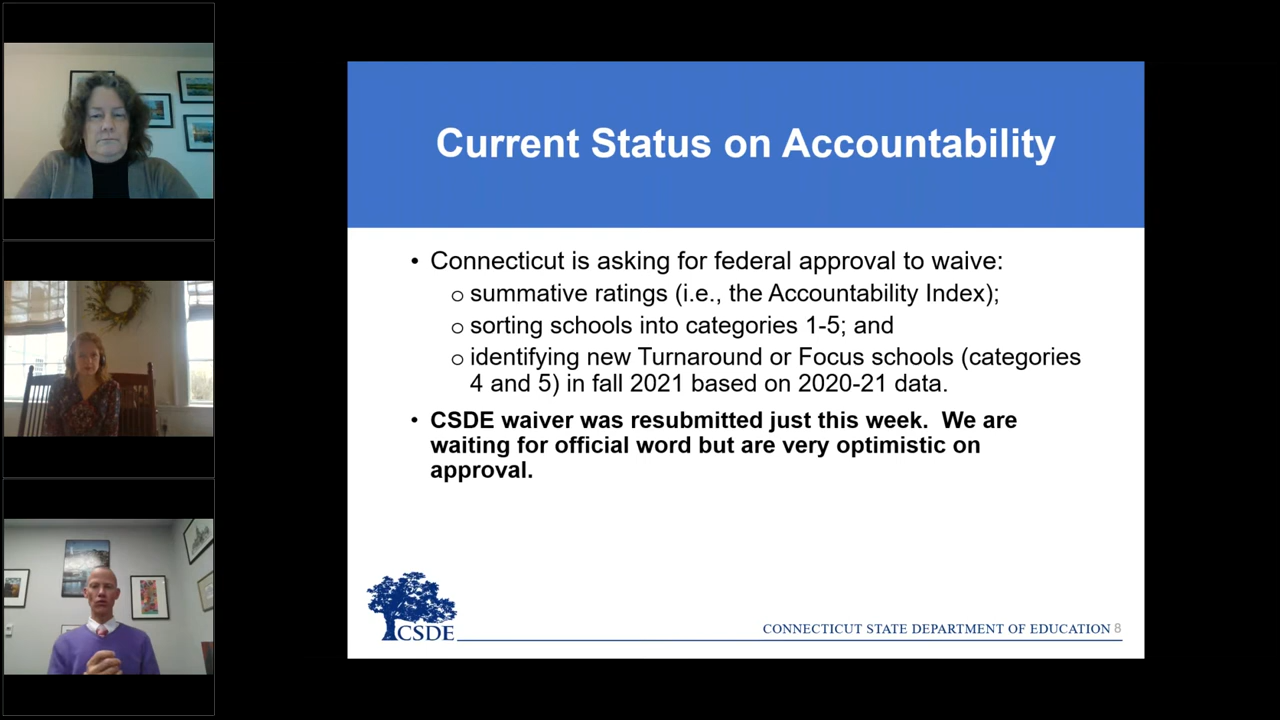 Current Status on Accountability
• Connecticut is asking for federal approval to waive:
o summative ratings (i.e., the Accountability Index);
o sorting schools into categories 1-5; and
o identifying new Turnaround or Focus schools (categories
4 and 5) in fall 2021 based on 2020-21 data.
• CSDE waiver was resubmitted just this week.  We are
waiting for official word but are very optimistic on
approval.
CSDE
CONNECTICUT STATE DEPARTMENT OF EDUCATION 8